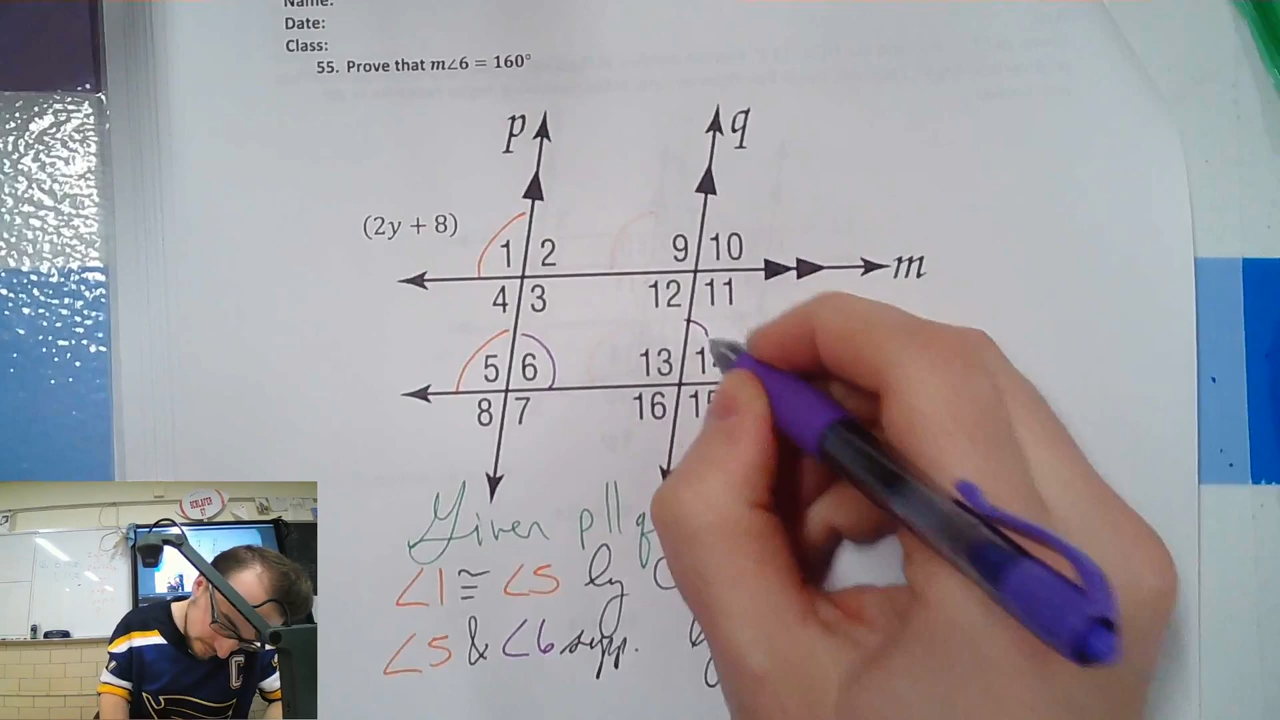 Name:
Date:
Class:
55. Prove that m∠6 = 160°
p q
(2y + 8)
1 2 9 10
m
4 3 12 11
5 6 13
8 7 16
Given p || q
∠1 ≅ ∠5 by
∠5 & ∠6 supp.